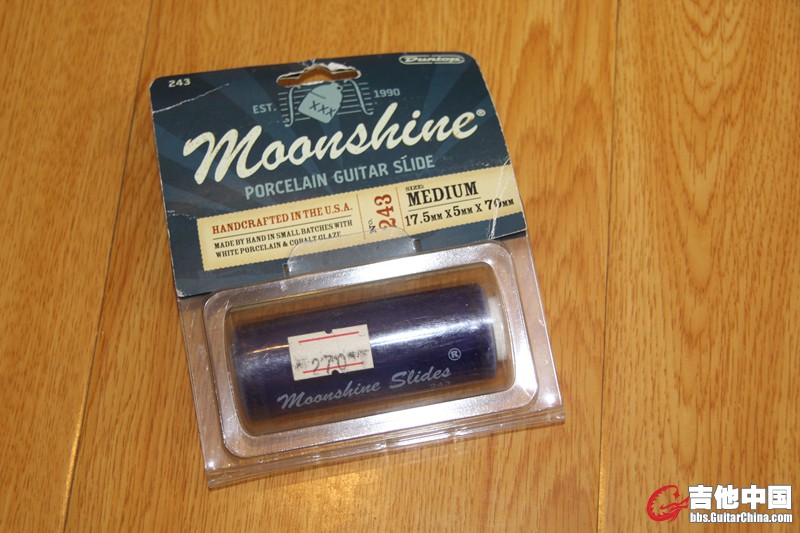 243
Dunlop
EST. 1990
XXX
Moonshine®
PORCELAIN GUITAR SLIDE
HANDCRAFTED IN THE U.S.A.
MADE BY HAND IN SMALL BATCHES WITH
WHITE PORCELAIN & COBALT GLAZE
NO. 243
SIZE:
MEDIUM
17.5MM X 5MM X 70MM
270
Moonshine Slides®
243
吉他中国
bbs.GuitarChina.com